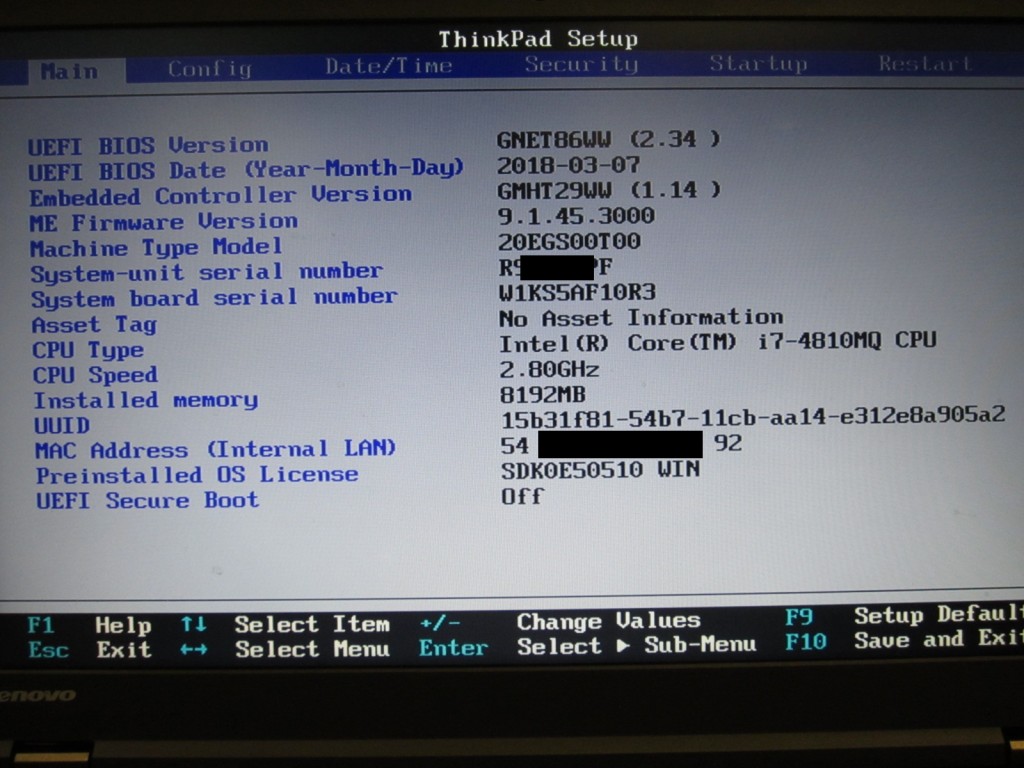 ThinkPad Setup
Main Config Date/Time Security Startup Restart
UEFI BIOS Version GNET86WW (2.34 )
UEFI BIOS Date (Year-Month-Day) 2018-03-07
Embedded Controller Version GMHT29WW (1.14 )
ME Firmware Version 9.1.45.3000
Machine Type Model 20EGS00T00
System-unit serial number R9 PF
System board serial number W1KS5AF10R3
Asset Tag No Asset Information
CPU Type Intel(R) Core(TM) i7-4810MQ CPU
CPU Speed 2.80GHz
Installed memory 8192MB
UUID 15b31f81-54b7-11cb-aa14-e312e8a905a2
MAC Address (Internal LAN) 54 92
Preinstalled OS License SDK0E50510 WIN
UEFI Secure Boot Off
F1 Help ↑↓ Select Item +/- Change Values F9 Setup Default
Esc Exit ←→ Select Menu Enter Select ▶ Sub-Menu F10 Save and Exit
enovo